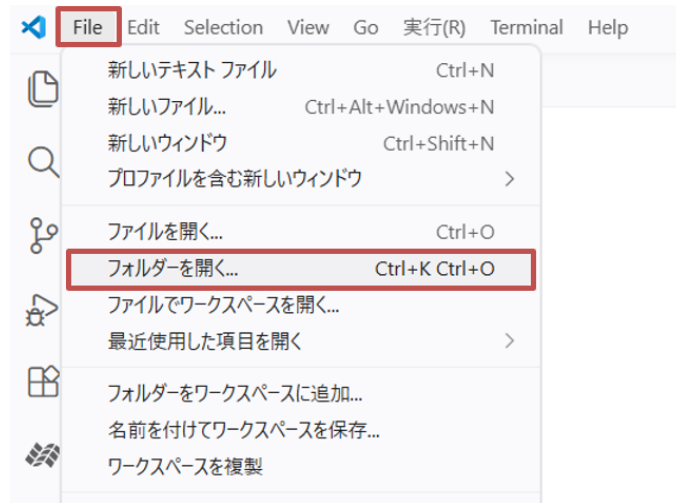 File Edit Selection View Go 実行(R) Terminal Help
新しいテキスト ファイル Ctrl+N
新しいファイル... Ctrl+Alt+Windows+N
新しいウィンドウ Ctrl+Shift+N
プロファイルを含む新しいウィンドウ
ファイルを開く... Ctrl+O
フォルダーを開く... Ctrl+K Ctrl+O
ファイルでワークスペースを開く...
最近使用した項目を開く
フォルダーをワークスペースに追加...
名前を付けてワークスペースを保存...
ワークスペースを複製